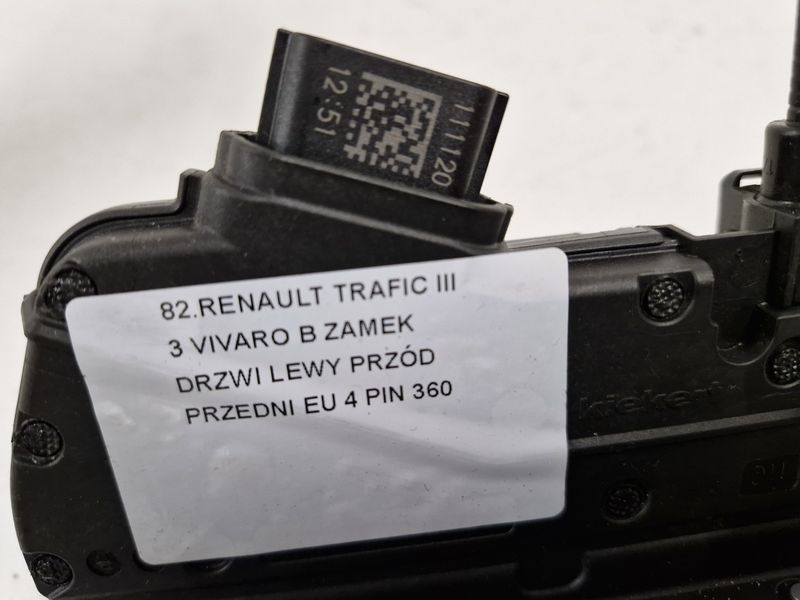 12:51
111120
82.RENAULT TRAFIC III
3 VIVARO B ZAMEK
DRZWI LEWY PRZÓD
PRZEDNI EU 4 PIN 360
kiekert